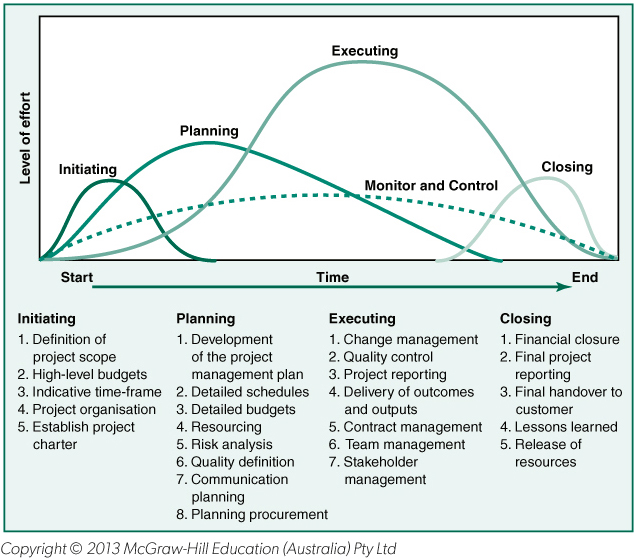 Executing
Level of effort
Planning
Initiating
Closing
Monitor and Control
Start
Time
End
Initiating
1. Definition of
project scope
2. High-level budgets
3. Indicative time-frame
4. Project organisation
5. Establish project
charter
Planning
1. Development
of the project
management plan
2. Detailed schedules
3. Detailed budgets
4. Resourcing
5. Risk analysis
6. Quality definition
7. Communication
planning
8. Planning procurement
Executing
1. Change management
2. Quality control
3. Project reporting
4. Delivery of outcomes
and outputs
5. Contract management
6. Team management
7. Stakeholder
management
Closing
1. Financial closure
2. Final project
reporting
3. Final handover to
customer
4. Lessons learned
5. Release of
resources
Copyright © 2013 McGraw-Hill Education (Australia) Pty Ltd